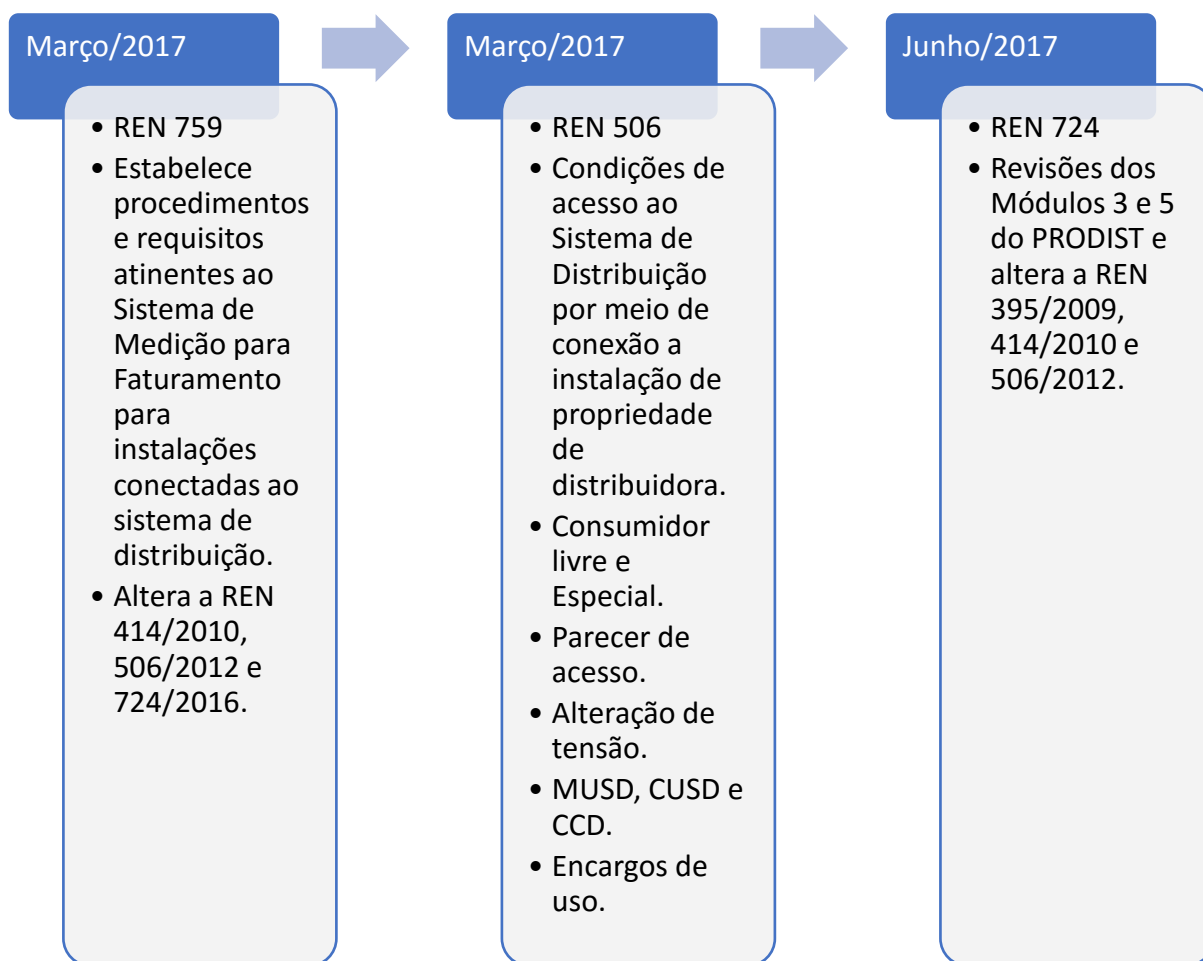 Março/2017
• REN 759
• Estabelece
procedimentos
e requisitos
atinentes ao
Sistema de
Medição para
Faturamento
para
instalações
conectadas ao
sistema de
distribuição.
• Altera a REN
414/2010,
506/2012 e
724/2016.
Março/2017
• REN 506
• Condições de
acesso ao
Sistema de
Distribuição
por meio de
conexão a
instalação de
propriedade
de
distribuidora.
• Consumidor
livre e
Especial.
• Parecer de
acesso.
• Alteração de
tensão.
• MUSD, CUSD e
CCD.
• Encargos de
uso.
Junho/2017
• REN 724
• Revisões dos
Módulos 3 e 5
do PRODIST e
altera a REN
395/2009,
414/2010 e
506/2012.